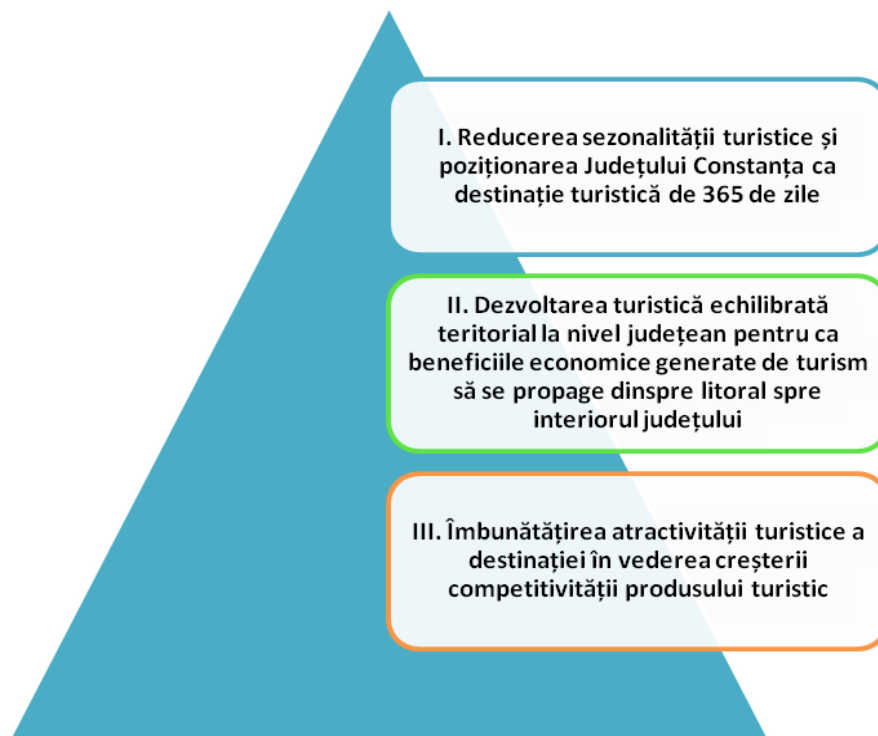 I. Reducerea sezonalității turistice și
poziționarea Județului Constanța ca
destinație turistică de 365 de zile
II. Dezvoltarea turistică echilibrată
teritorial la nivel județean pentru ca
beneficiile economice generate de turism
să se propage dinspre litoral spre
interiorul județului
III. Îmbunătățirea atractivității turistice a
destinației în vederea creșterii
competitivității produsului turistic